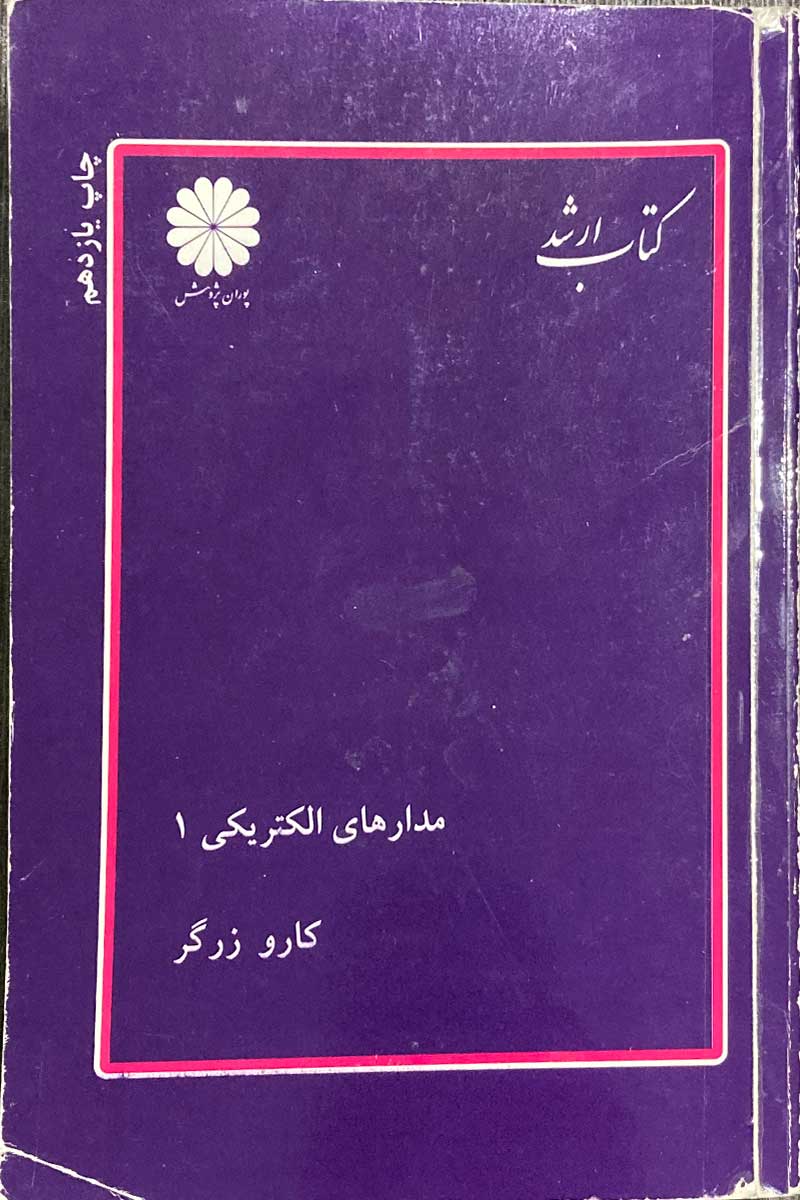 کتاب ارشد
پوران پژوهش
چاپ یازدهم
مدارهای الکتریکی ۱
کارو زرگر